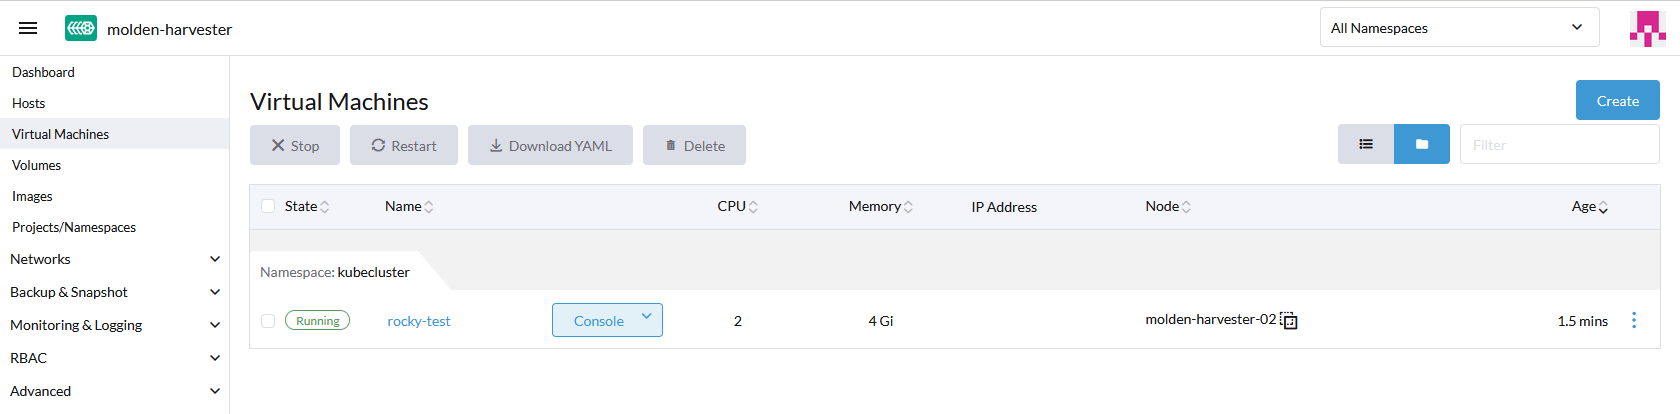 molden-harvester
All Namespaces
Dashboard
Hosts
Virtual Machines
Volumes
Images
Projects/Namespaces
Networks
Backup & Snapshot
Monitoring & Logging
RBAC
Advanced
Virtual Machines
Create
Stop Restart Download YAML Delete
Filter
State Name CPU Memory IP Address Node Age
Namespace: kubecluster
Running rocky-test Console 2 4 Gi molden-harvester-02 1.5 mins